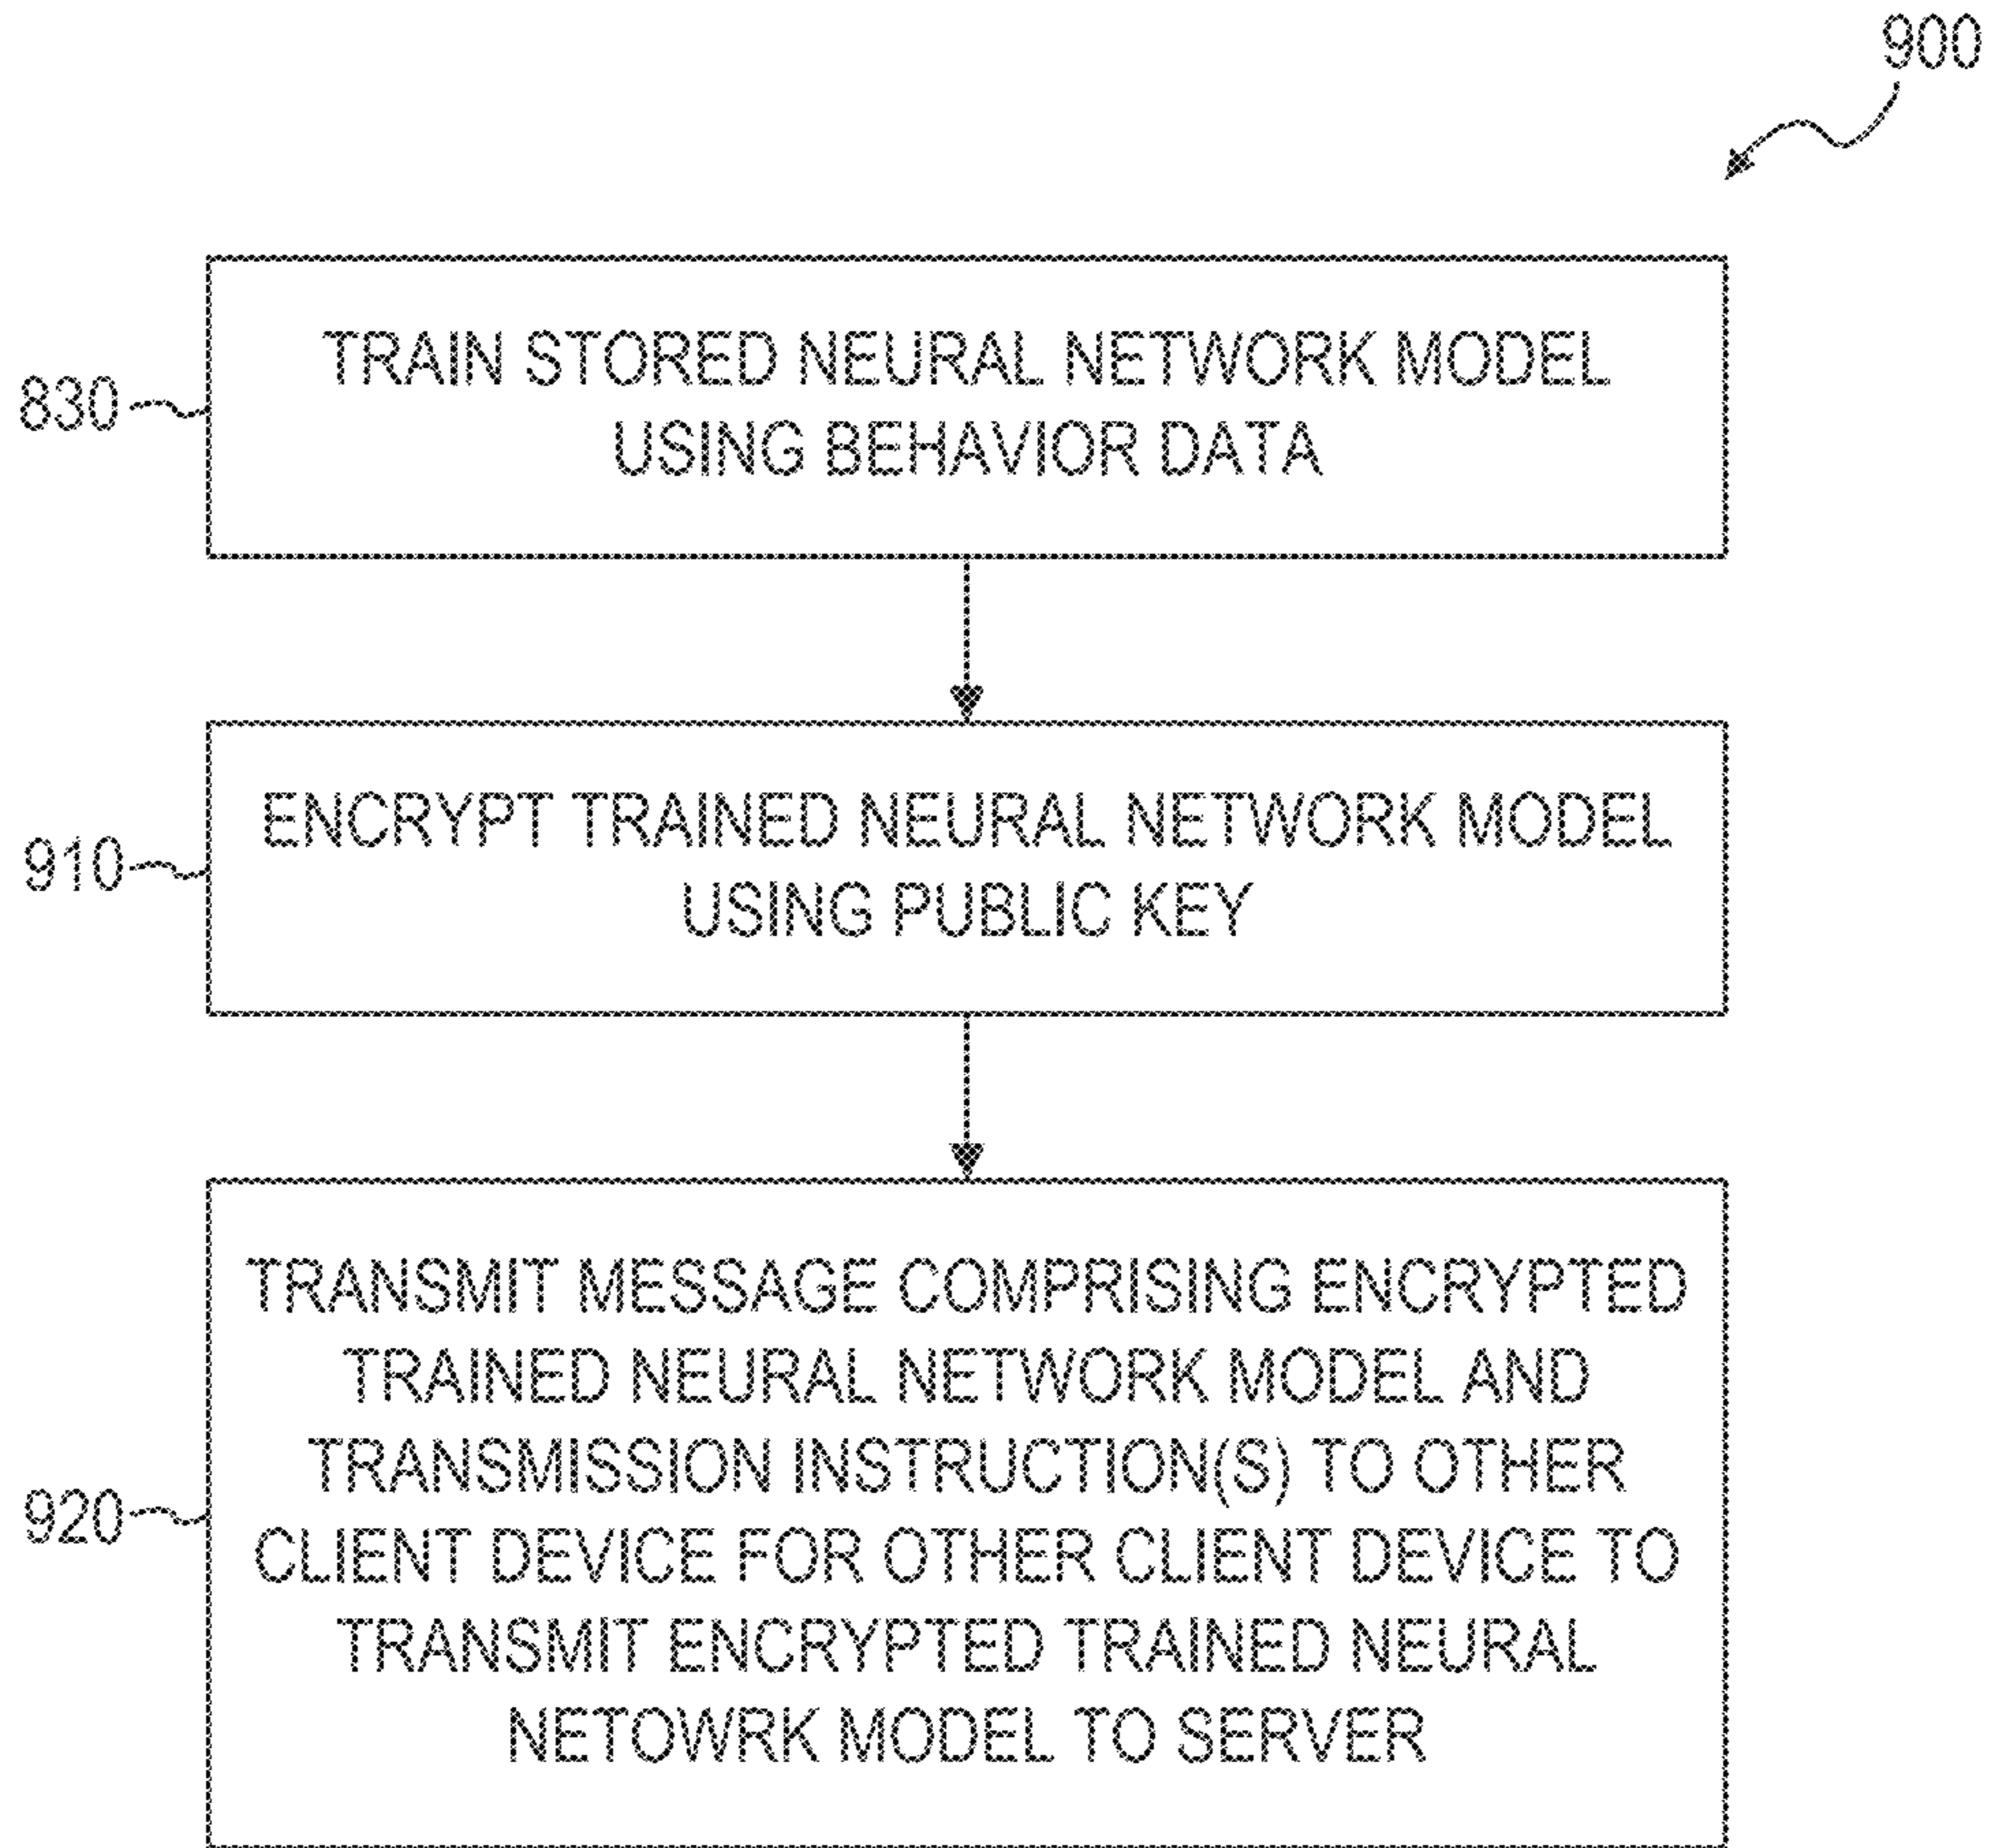 900
830
TRAIN STORED NEURAL NETWORK MODEL
USING BEHAVIOR DATA
910
ENCRYPT TRAINED NEURAL NETWORK MODEL
USING PUBLIC KEY
920
TRANSMIT MESSAGE COMPRISING ENCRYPTED
TRAINED NEURAL NETWORK MODEL AND
TRANSMISSION INSTRUCTION(S) TO OTHER
CLIENT DEVICE FOR OTHER CLIENT DEVICE TO
TRANSMIT ENCRYPTED TRAINED NEURAL
NETOWRK MODEL TO SERVER